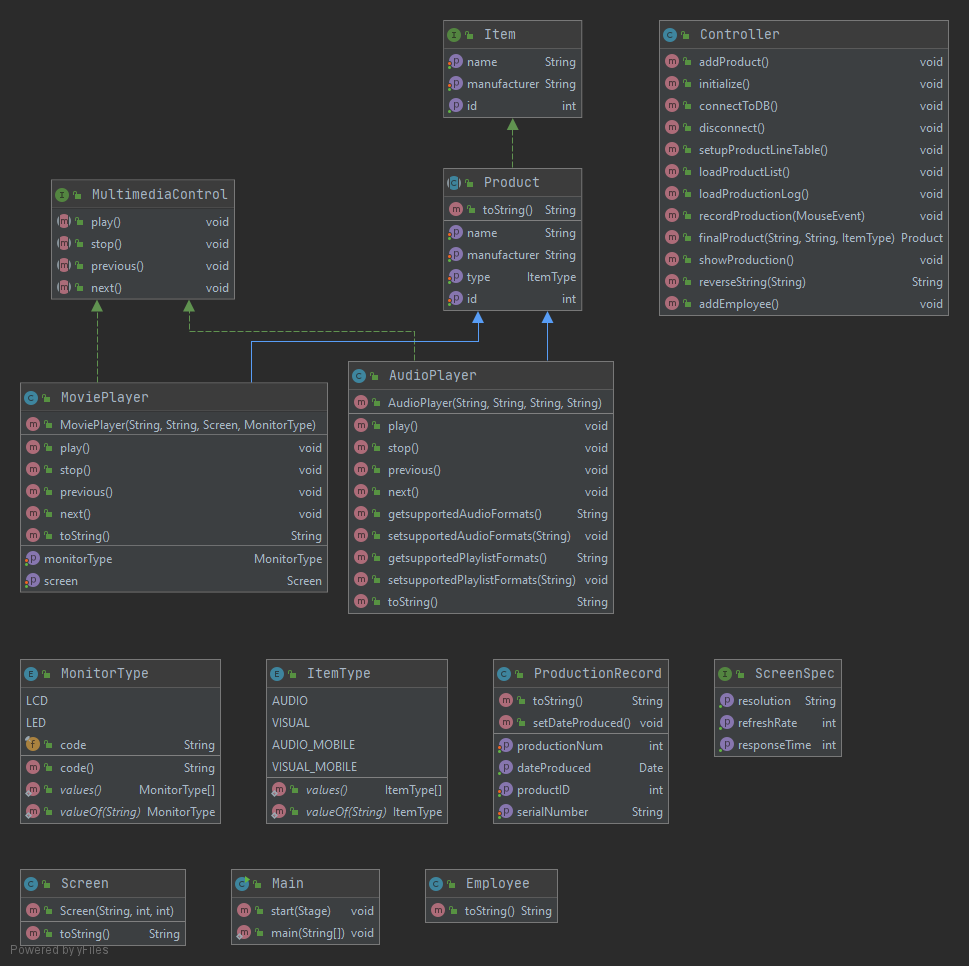 Item
name String
manufacturer String
id int
Controller
addProduct() void
initialize() void
connectToDB() void
disconnect() void
setupProductLineTable() void
loadProductList() void
loadProductionLog() void
recordProduction(MouseEvent) void
finalProduct(String, String, ItemType) Product
showProduction() void
reverseString(String) String
addEmployee() void
MultimediaControl
play() void
stop() void
previous() void
next() void
Product
toString() String
name String
manufacturer String
type ItemType
id int
MoviePlayer
MoviePlayer(String, String, Screen, MonitorType)
play() void
stop() void
previous() void
next() void
toString() String
monitorType MonitorType
screen Screen
AudioPlayer
AudioPlayer(String, String, String, String)
play() void
stop() void
previous() void
next() void
getsupportedAudioFormats() String
setsupportedAudioFormats(String) void
getsupportedPlaylistFormats() String
setsupportedPlaylistFormats(String) void
toString() String
MonitorType
LCD
LED
code String
code() String
values() MonitorType[]
valueOf(String) MonitorType
ItemType
AUDIO
VISUAL
AUDIO_MOBILE
VISUAL_MOBILE
values() ItemType[]
valueOf(String) ItemType
ProductionRecord
toString() String
setDateProduced() void
productionNum int
dateProduced Date
productID int
serialNumber String
ScreenSpec
resolution String
refreshRate int
responseTime int
Screen
Screen(String, int, int)
toString() String
Main
start(Stage) void
main(String[]) void
Employee
toString() String
Powered by yFiles